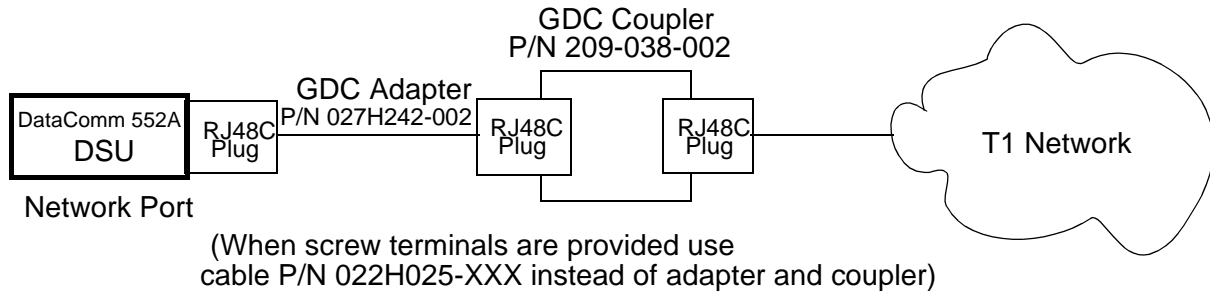 GDC Coupler
P/N 209-038-002
GDC Adapter
P/N 027H242-002
DataComm 552A
DSU
RJ48C
Plug
RJ48C
Plug
RJ48C
Plug
T1 Network
Network Port
(When screw terminals are provided use
cable P/N 022H025-XXX instead of adapter and coupler)